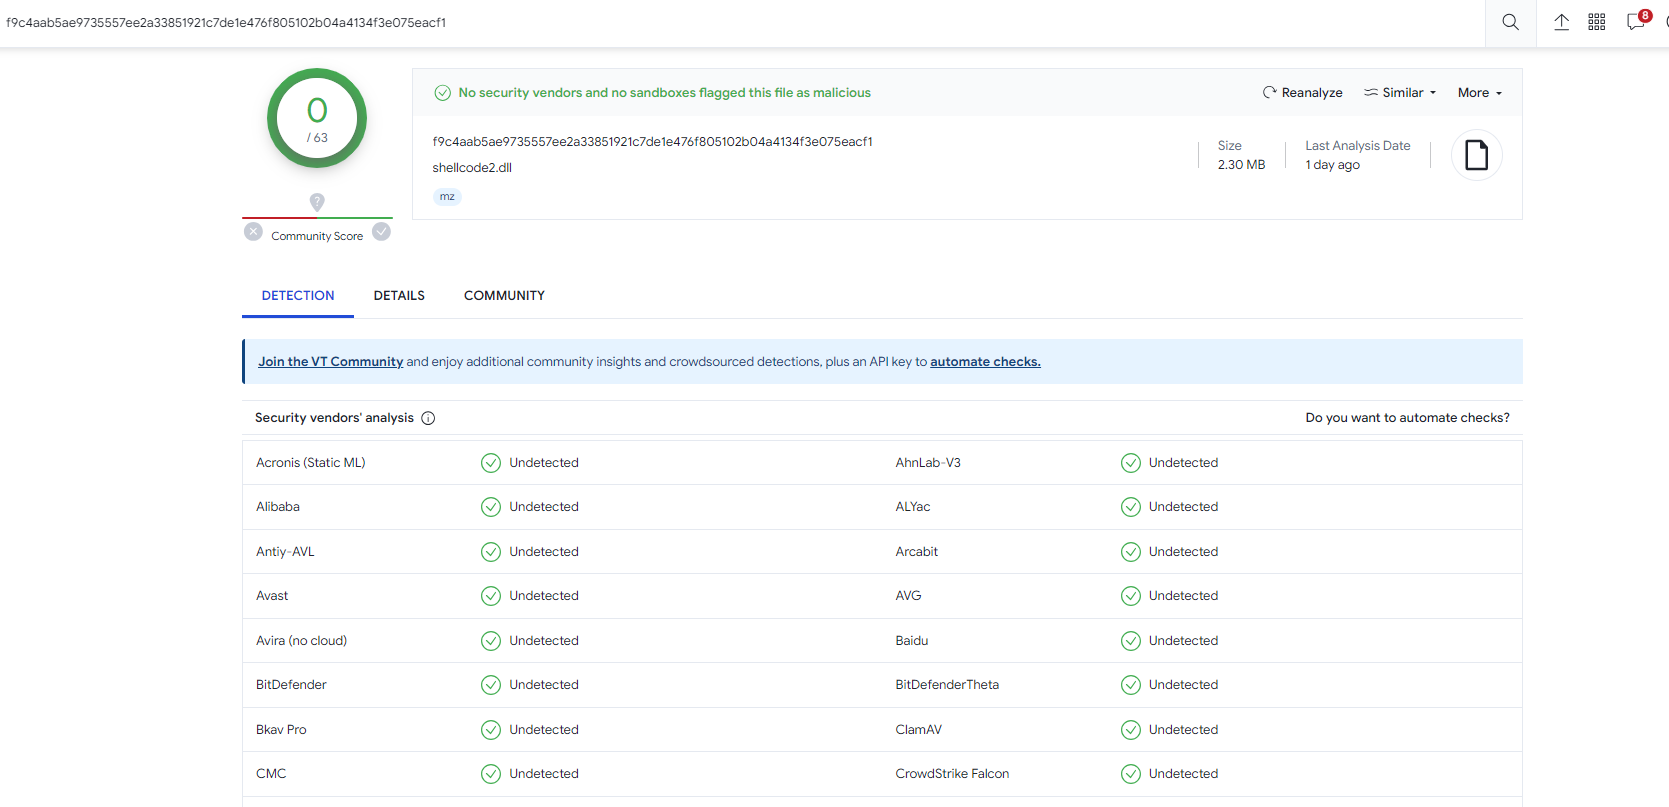 f9c4aab5ae9735557ee2a33851921c7de1e476f805102b04a4134f3e075eacf1
8
0
/ 63
Community Score
No security vendors and no sandboxes flagged this file as malicious
Reanalyze
Similar
More
f9c4aab5ae9735557ee2a33851921c7de1e476f805102b04a4134f3e075eacf1
shellcode2.dll
mz
Size
2.30 MB
Last Analysis Date
1 day ago
DETECTION DETAILS COMMUNITY
Join the VT Community and enjoy additional community insights and crowdsourced detections, plus an API key to automate checks.
Security vendors' analysis
Do you want to automate checks?
Acronis (Static ML) Undetected AhnLab-V3 Undetected
Alibaba Undetected ALYac Undetected
Antiy-AVL Undetected Arcabit Undetected
Avast Undetected AVG Undetected
Avira (no cloud) Undetected Baidu Undetected
BitDefender Undetected BitDefenderTheta Undetected
Bkav Pro Undetected ClamAV Undetected
CMC Undetected CrowdStrike Falcon Undetected